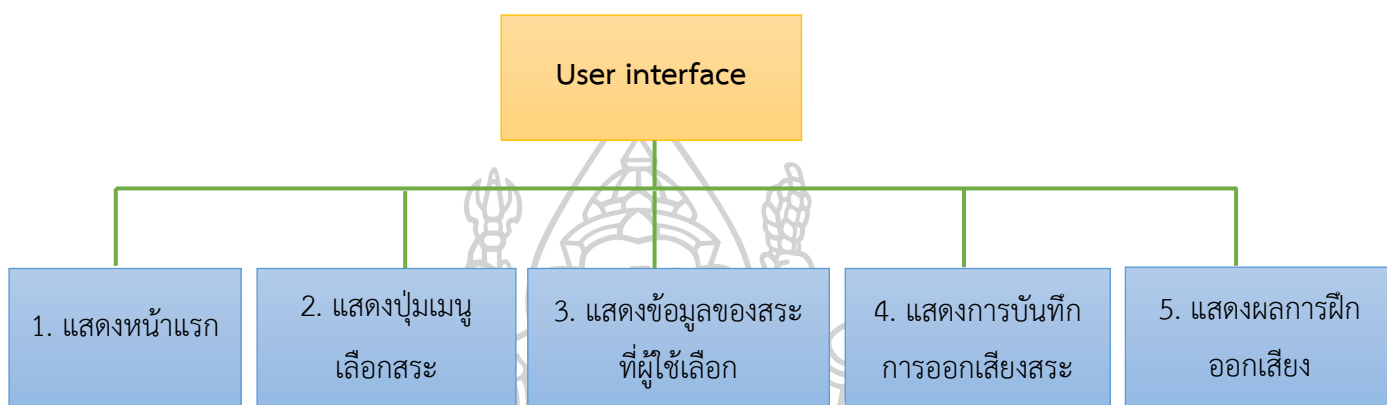 User interface
1. แสดงหน้าแรก
2. แสดงปุ่มเมนู
เลือกสระ
3. แสดงข้อมูลของสระ
ที่ผู้ใช้เลือก
4. แสดงการบันทึก
การออกเสียงสระ
5. แสดงผลการฝึก
ออกเสียง